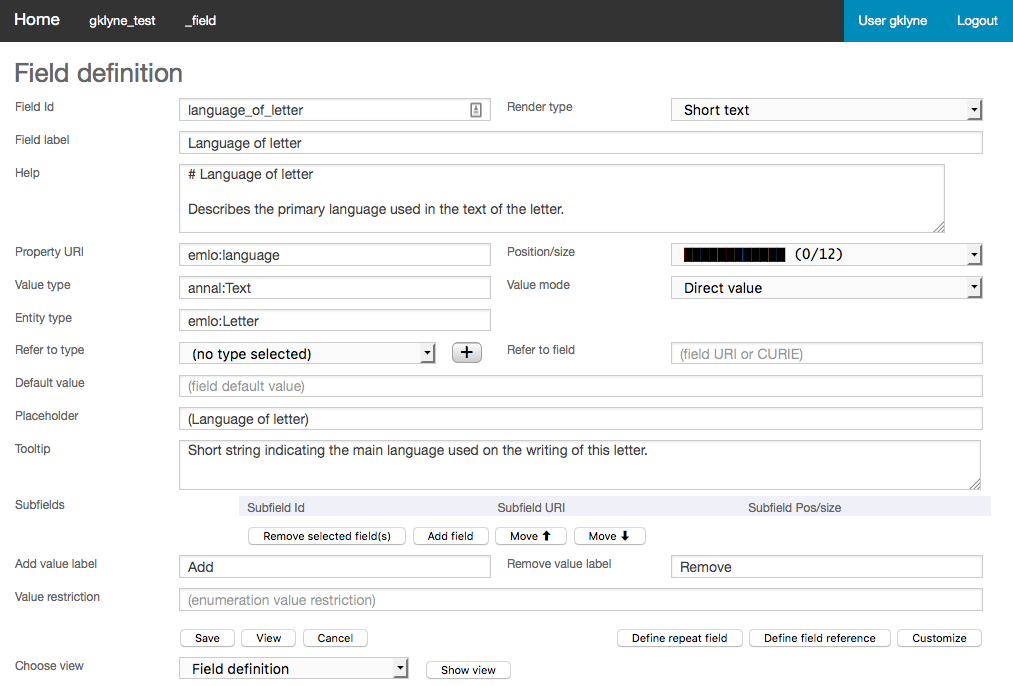 Home gklyne_test _field User gklyne Logout
Field definition
Field Id language_of_letter Render type Short text
Field label Language of letter
Help # Language of letter
Describes the primary language used in the text of the letter.
Property URI emlo:language Position/size (0/12)
Value type annal:Text Value mode Direct value
Entity type emlo:Letter
Refer to type (no type selected) + Refer to field (field URI or CURIE)
Default value (field default value)
Placeholder (Language of letter)
Tooltip Short string indicating the main language used on the writing of this letter.
Subfields Subfield Id Subfield URI Subfield Pos/size
Remove selected field(s) Add field Move ⬆ Move ⬇
Add value label Add Remove value label Remove
Value restriction (enumeration value restriction)
Save View Cancel Define repeat field Define field reference Customize
Choose view Field definition Show view